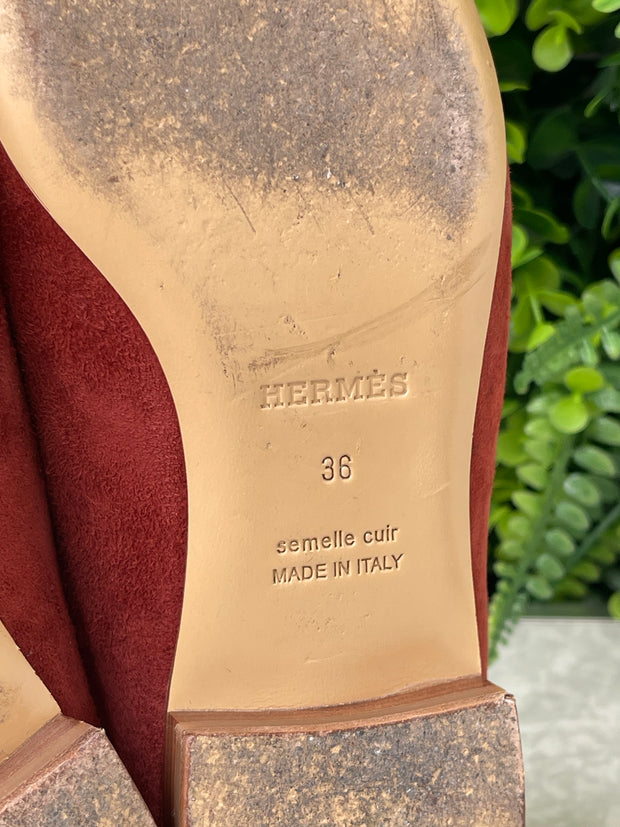 HERMÈS
36
semelle cuir
MADE IN ITALY